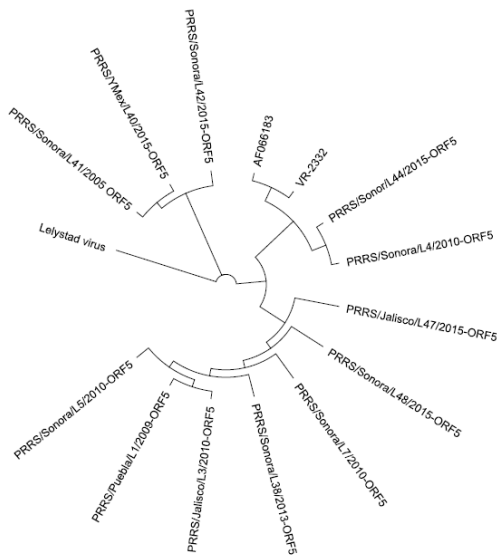 PRRS/Sonora/L42/2015-ORF5
PRRS/YMex/L40/2015-ORF5
PRRS/Sonora/L41/2005 ORF5
Lelystad virus
AF066183
VR-2332
PRRS/Sonor/L44/2015-ORF5
PRRS/Sonora/L4/2010-ORF5
PRRS/Jalisco/L47/2015-ORF5
PRRS/Sonora/L48/2015-ORF5
PRRS/Sonora/L7/2010-ORF5
PRRS/Sonora/L38/2013-ORF5
PRRS/Jalisco/L3/2010-ORF5
PRRS/Puebla/L1/2009-ORF5
PRRS/Sonora/L5/2010-ORF5